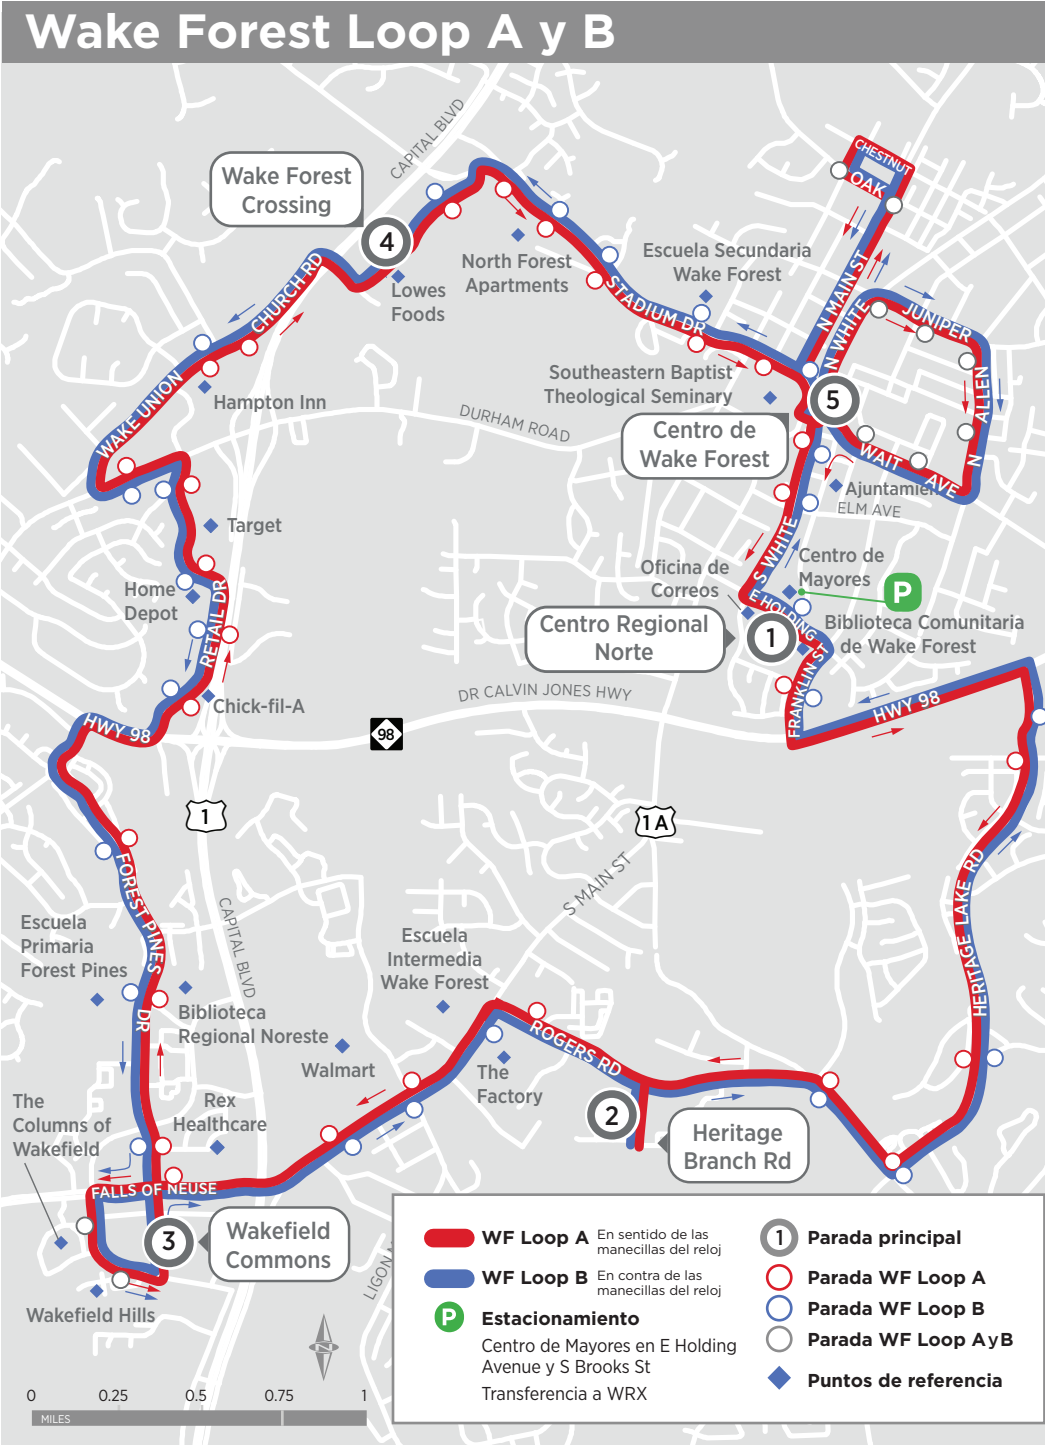 Wake Forest Loop A y B
CAPITAL BLVD
CHESTNUT
OAK
Wake Forest
Crossing
4
North Forest
Apartments
Escuela Secundaria
Wake Forest
N MAIN ST
Lowes
Foods
CHURCH RD
STADIUM DR
N WHITE
JUNIPER
N ALLEN
WAKE UNION
Hampton Inn
Southeastern Baptist
Theological Seminary
5
DURHAM ROAD
Centro de
Wake Forest
WAIT AVE
Ajuntamien
ELM AVE
Target
S WHITE
Home
Depot
RETAIL DR
Oficina de
Correos
Centro de
Mayores
P
E HOLDING
Centro Regional
Norte
1
Biblioteca Comunitaria
de Wake Forest
FRANKLIN ST
DR CALVIN JONES HWY
HWY 98
Chick-fil-A
HWY 98
98
1
1A
S MAIN ST
FOREST PINES DR
CAPITAL BLVD
HERITAGE LAKE RD
Escuela
Primaria
Forest Pines
Escuela
Intermedia
Wake Forest
Biblioteca
Regional Noreste
ROGERS RD
Walmart
The
Factory
The
Columns of
Wakefield
Rex
Healthcare
2
Heritage
Branch Rd
FALLS OF NEUSE
3
Wakefield
Commons
LIGON M
Wakefield Hills
N
0
0.25
0.5
0.75
1
MILES
WF Loop A
En sentido de las
manecillas del reloj
WF Loop B
En contra de las
manecillas del reloj
P
Estacionamiento
Centro de Mayores en E Holding
Avenue y S Brooks St
Transferencia a WRX
1
Parada principal
Parada WF Loop A
Parada WF Loop B
Parada WF Loop A y B
Puntos de referencia